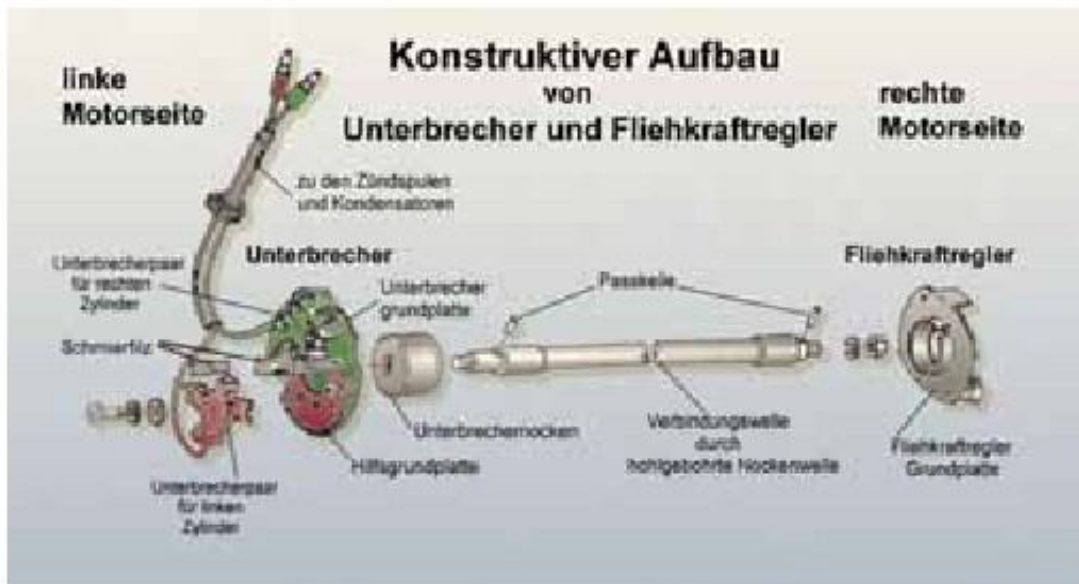 Konstruktiver Aufbau
von
Unterbrecher und Fliehkraftregler
linke
Motorseite
rechte
Motorseite
zu den Zündspulen
und Kondensatoren
Unterbrecher
Fliehkraftregler
Unterbrecherpaar
für rechten
Zylinder
Unterbrecher
grundplatte
Passkeile
Schmierfilz
Unterbrechernocken
Verbindungswelle
durch
hohlgebohrte Nockenwelle
Fliehkraftregler
Grundplatte
Hilfsgrundplatte
Unterbrecherpaar
für linken
Zylinder